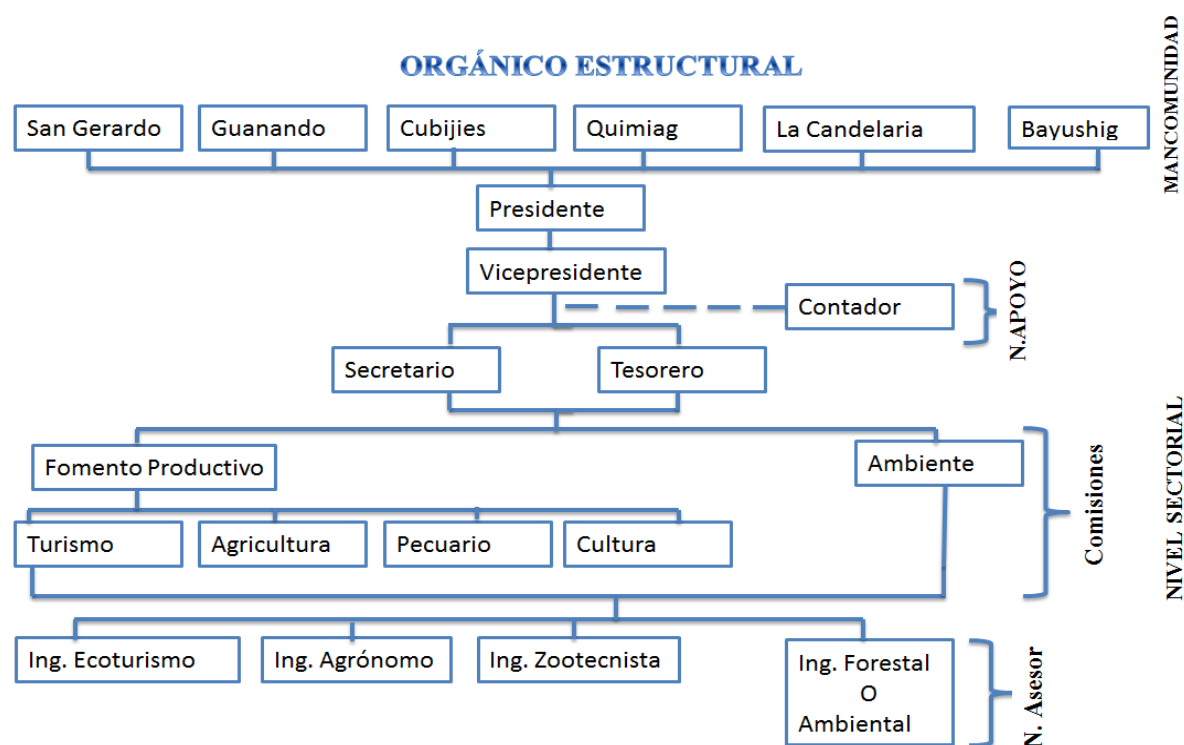 ORGÁNICO ESTRUCTURAL
MANCOMUNIDAD
San Gerardo
Guanando
Cubijies
Quimiag
La Candelaria
Bayushig
Presidente
Vicepresidente
Contador
N.APOYO
Secretario
Tesorero
Fomento Productivo
Ambiente
Comisiones
NIVEL SECTORIAL
Turismo
Agricultura
Pecuario
Cultura
Ing. Ecoturismo
Ing. Agrónomo
Ing. Zootecnista
Ing. Forestal
O
Ambiental
N. Asesor